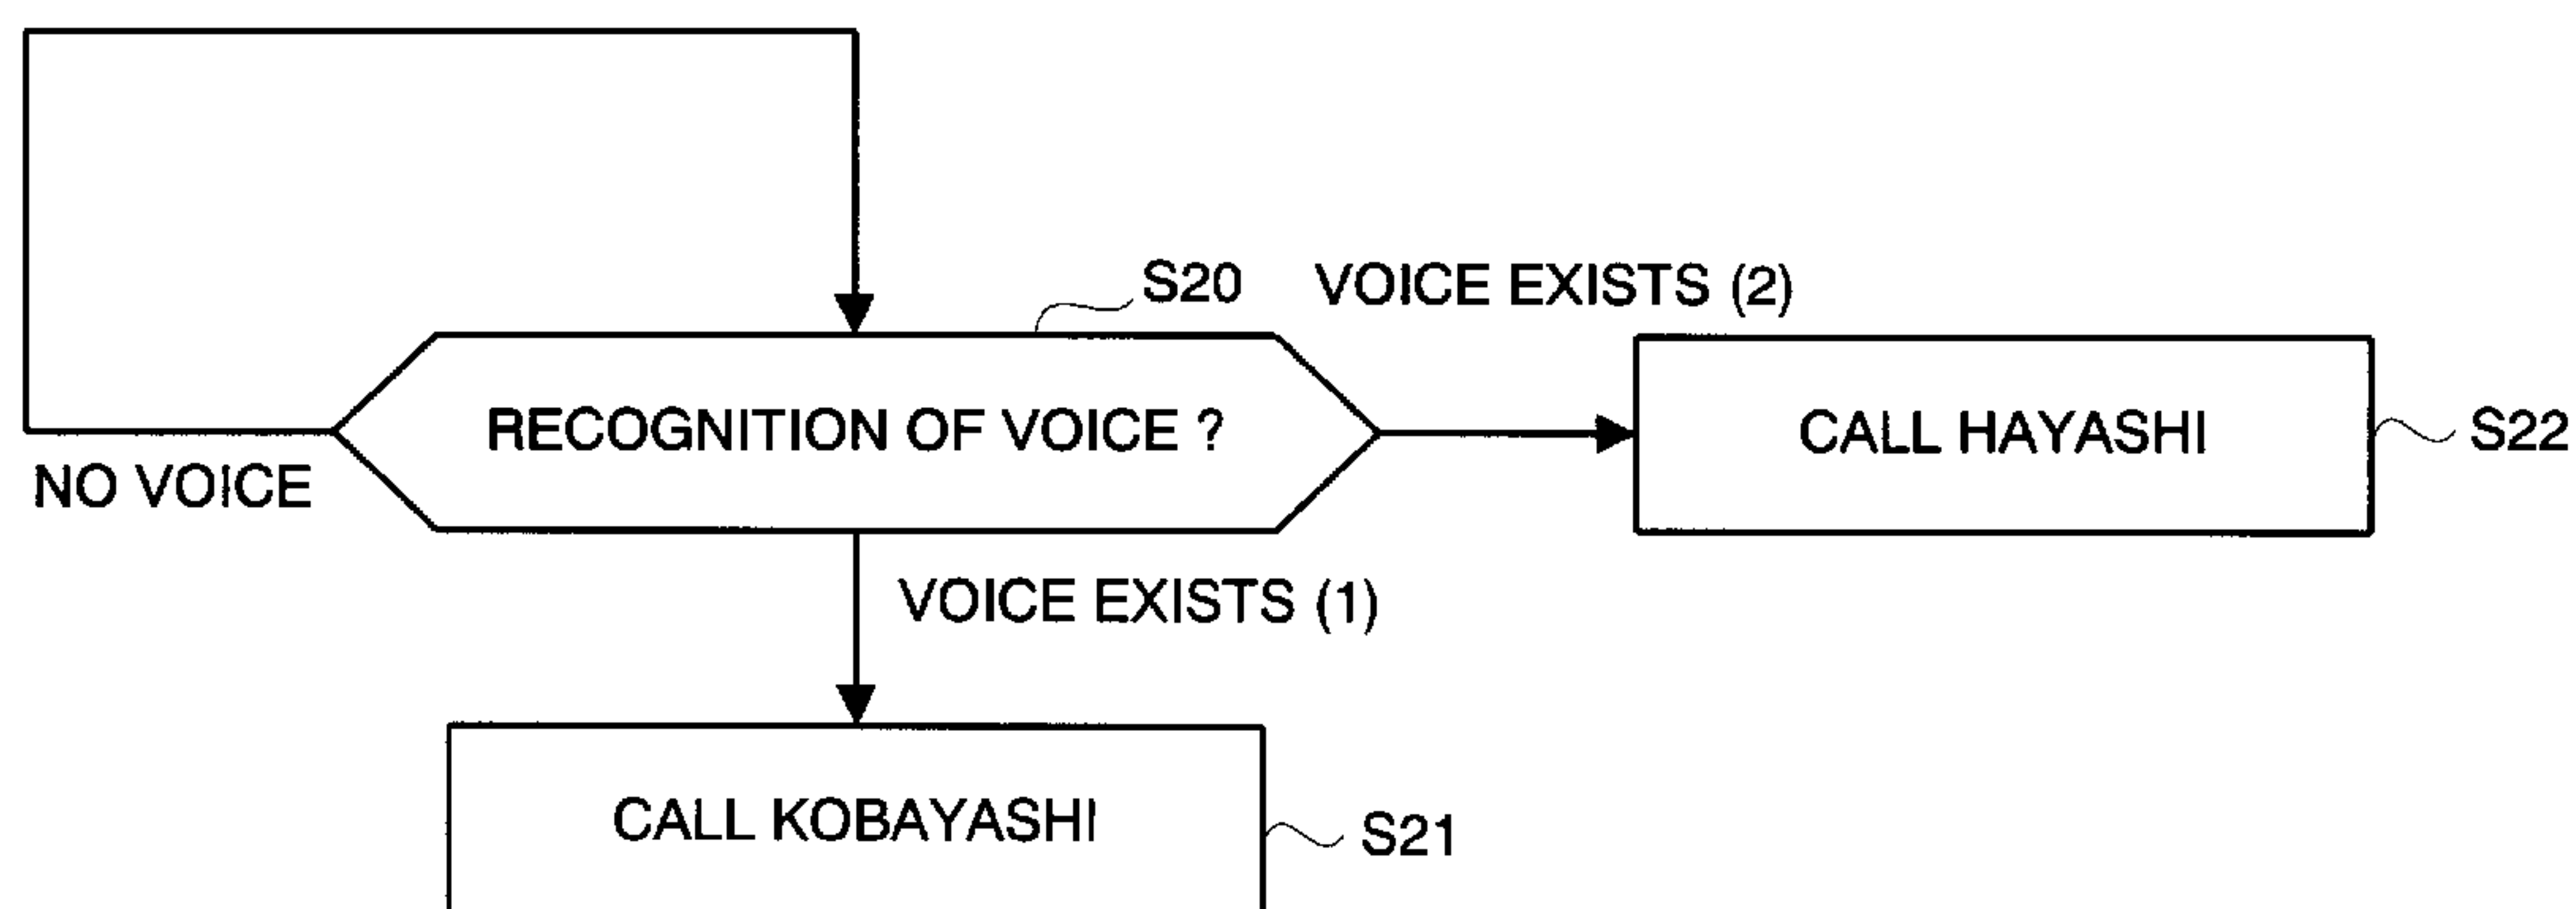 S20
VOICE EXISTS (2)
RECOGNITION OF VOICE ?
CALL HAYASHI
S22
NO VOICE
VOICE EXISTS (1)
CALL KOBAYASHI
S21